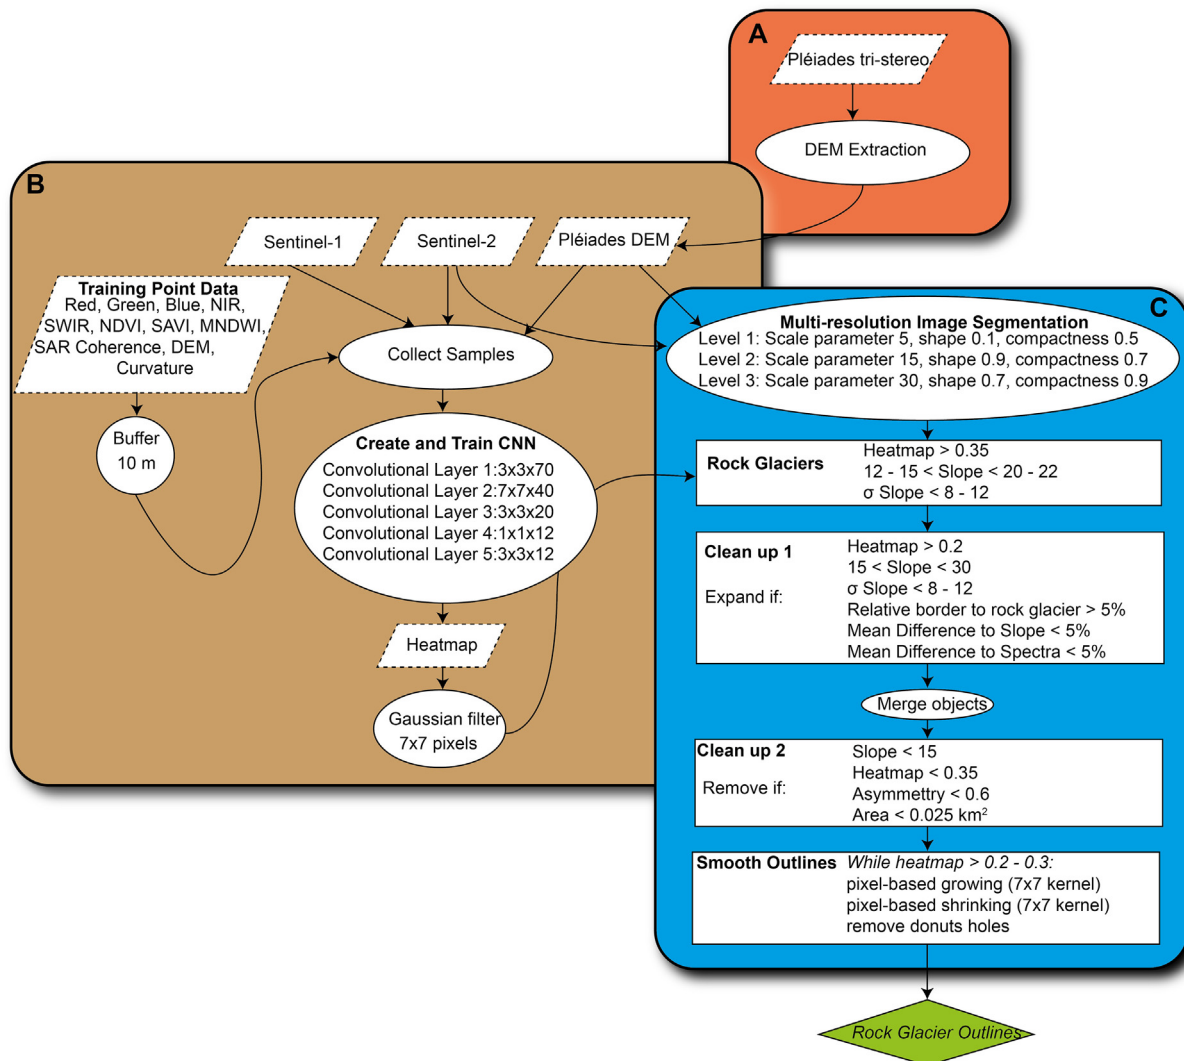 A
Pléiades tri-stereo
DEM Extraction
B
Sentinel-1
Sentinel-2
Pléiades DEM
Training Point Data
Red, Green, Blue, NIR,
SWIR, NDVI, SAVI, MNDWI,
SAR Coherence, DEM,
Curvature
Buffer
10 m
Collect Samples
Create and Train CNN
Convolutional Layer 1:3x3x70
Convolutional Layer 2:7x7x40
Convolutional Layer 3:3x3x20
Convolutional Layer 4:1x1x12
Convolutional Layer 5:3x3x12
Heatmap
Gaussian filter
7x7 pixels
C
Multi-resolution Image Segmentation
Level 1: Scale parameter 5, shape 0.1, compactness 0.5
Level 2: Scale parameter 15, shape 0.9, compactness 0.7
Level 3: Scale parameter 30, shape 0.7, compactness 0.9
Rock Glaciers
Heatmap > 0.35
12 - 15 < Slope < 20 - 22
σ Slope < 8 - 12
Clean up 1
Expand if:
Heatmap > 0.2
15 < Slope < 30
σ Slope < 8 - 12
Relative border to rock glacier > 5%
Mean Difference to Slope < 5%
Mean Difference to Spectra < 5%
Merge objects
Clean up 2
Remove if:
Slope < 15
Heatmap < 0.35
Asymmettry < 0.6
Area < 0.025 km²
Smooth Outlines
While heatmap > 0.2 - 0.3:
pixel-based growing (7x7 kernel)
pixel-based shrinking (7x7 kernel)
remove donuts holes
Rock Glacier Outlines